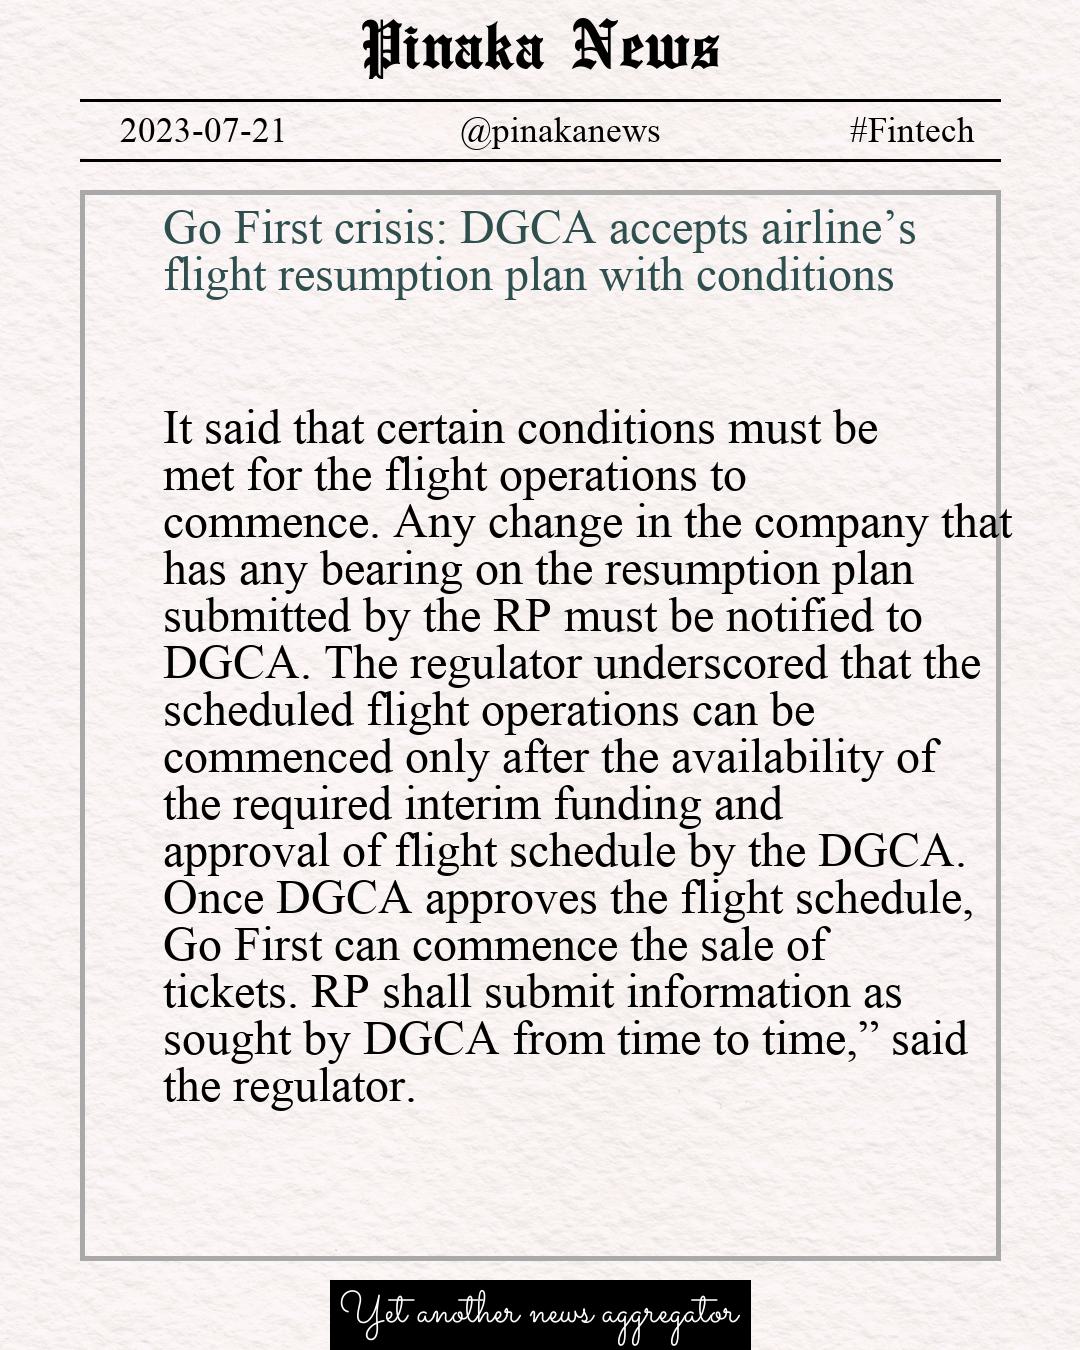 Pinaka News
2023-07-21 @pinakanews #Fintech
Go First crisis: DGCA accepts airline’s
flight resumption plan with conditions
It said that certain conditions must be
met for the flight operations to
commence. Any change in the company that
has any bearing on the resumption plan
submitted by the RP must be notified to
DGCA. The regulator underscored that the
scheduled flight operations can be
commenced only after the availability of
the required interim funding and
approval of flight schedule by the DGCA.
Once DGCA approves the flight schedule,
Go First can commence the sale of
tickets. RP shall submit information as
sought by DGCA from time to time,” said
the regulator.
Yet another news aggregator